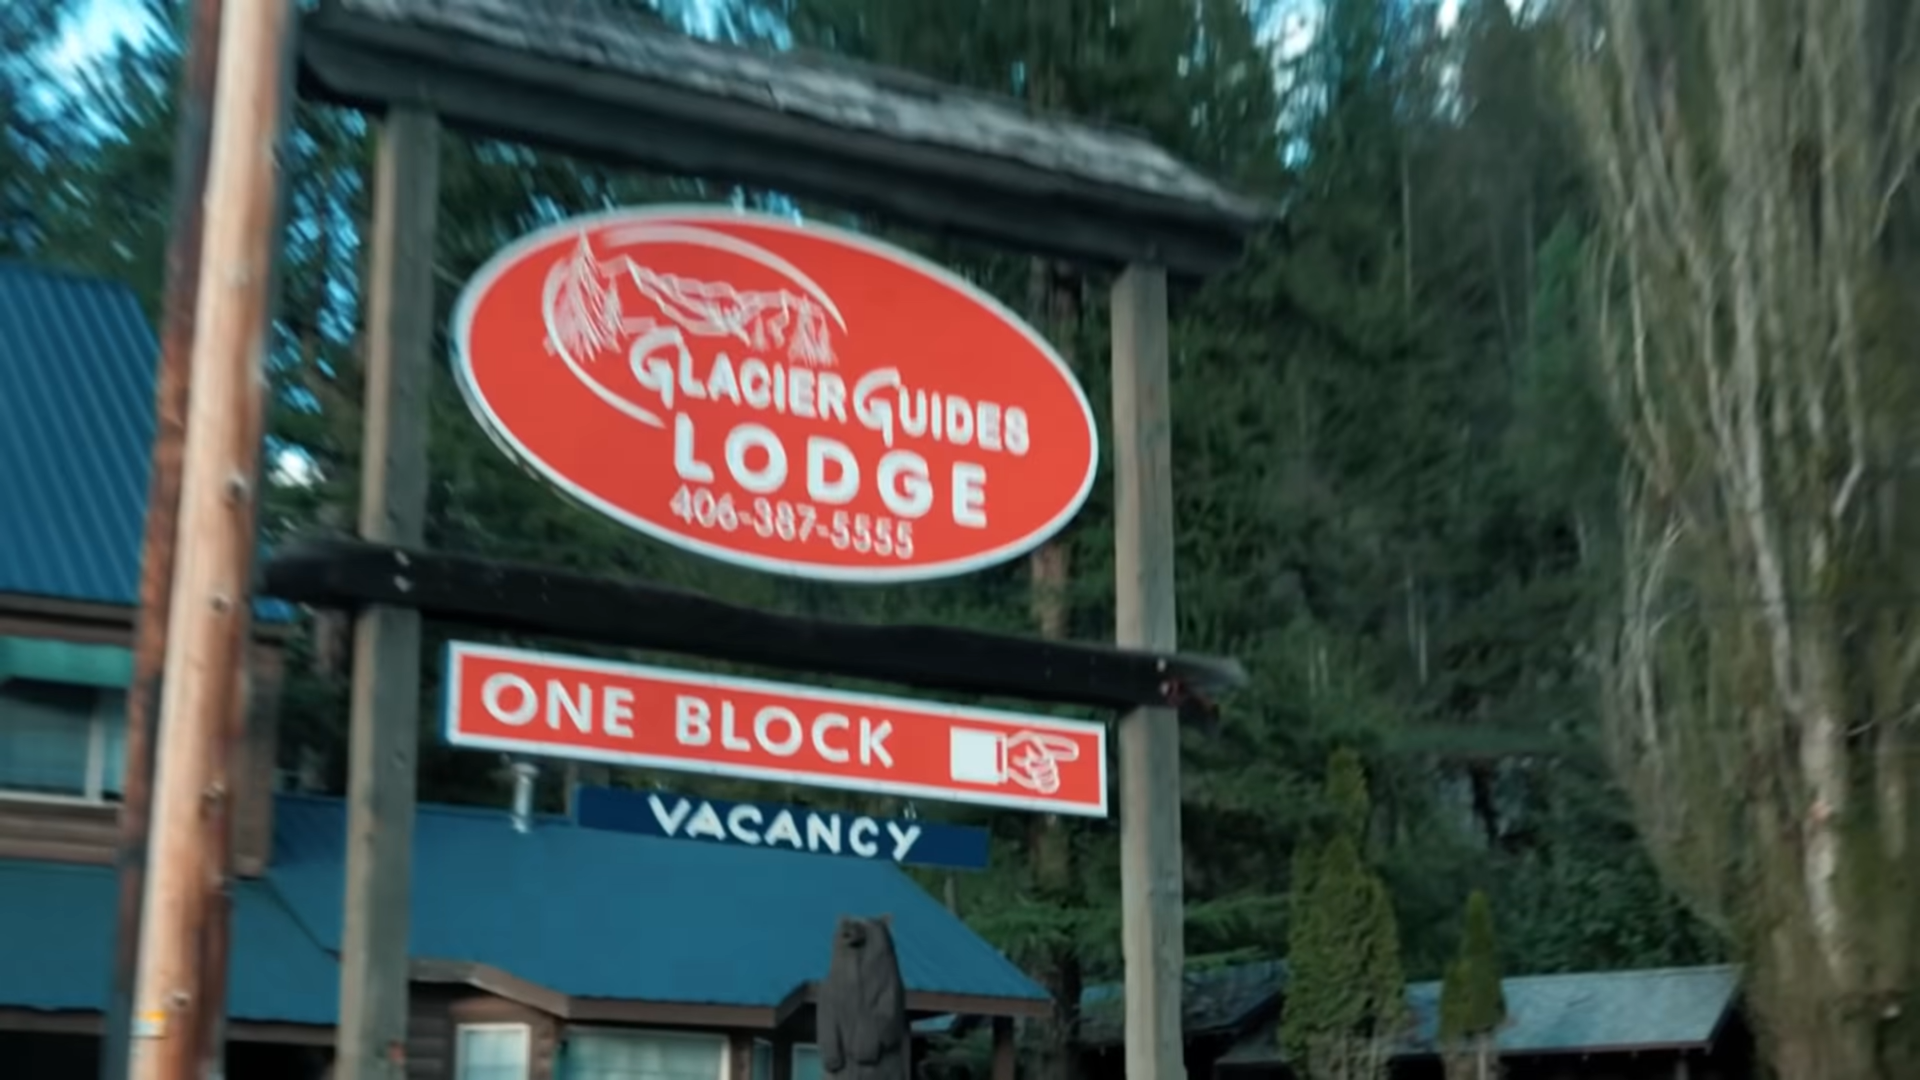 GLACIER GUIDES
LODGE
406-387-5555
ONE BLOCK
VACANCY